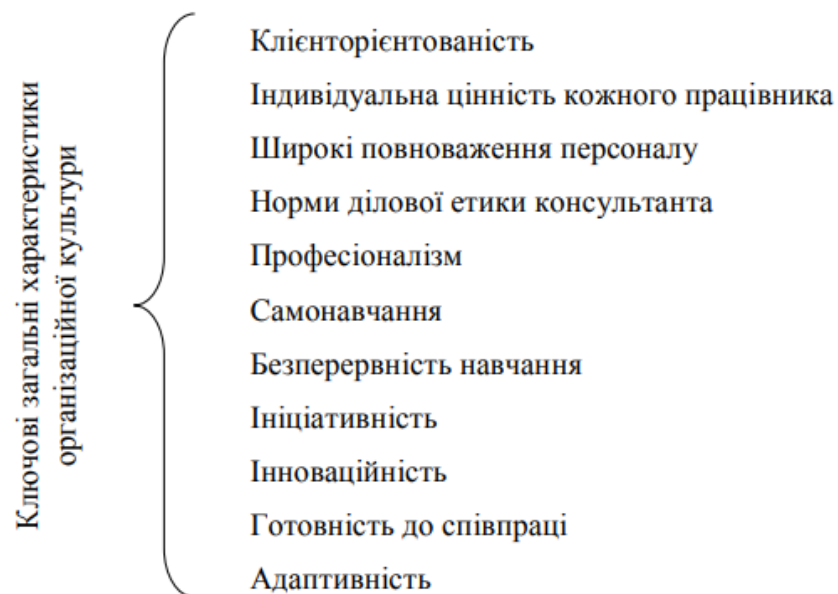 Ключові загальні характеристики
організаційної культури
Клієнторієнтованість
Індивідуальна цінність кожного працівника
Широкі повноваження персоналу
Норми ділової етики консультанта
Професіоналізм
Самонавчання
Безперервність навчання
Ініціативність
Інноваційність
Готовність до співпраці
Адаптивність